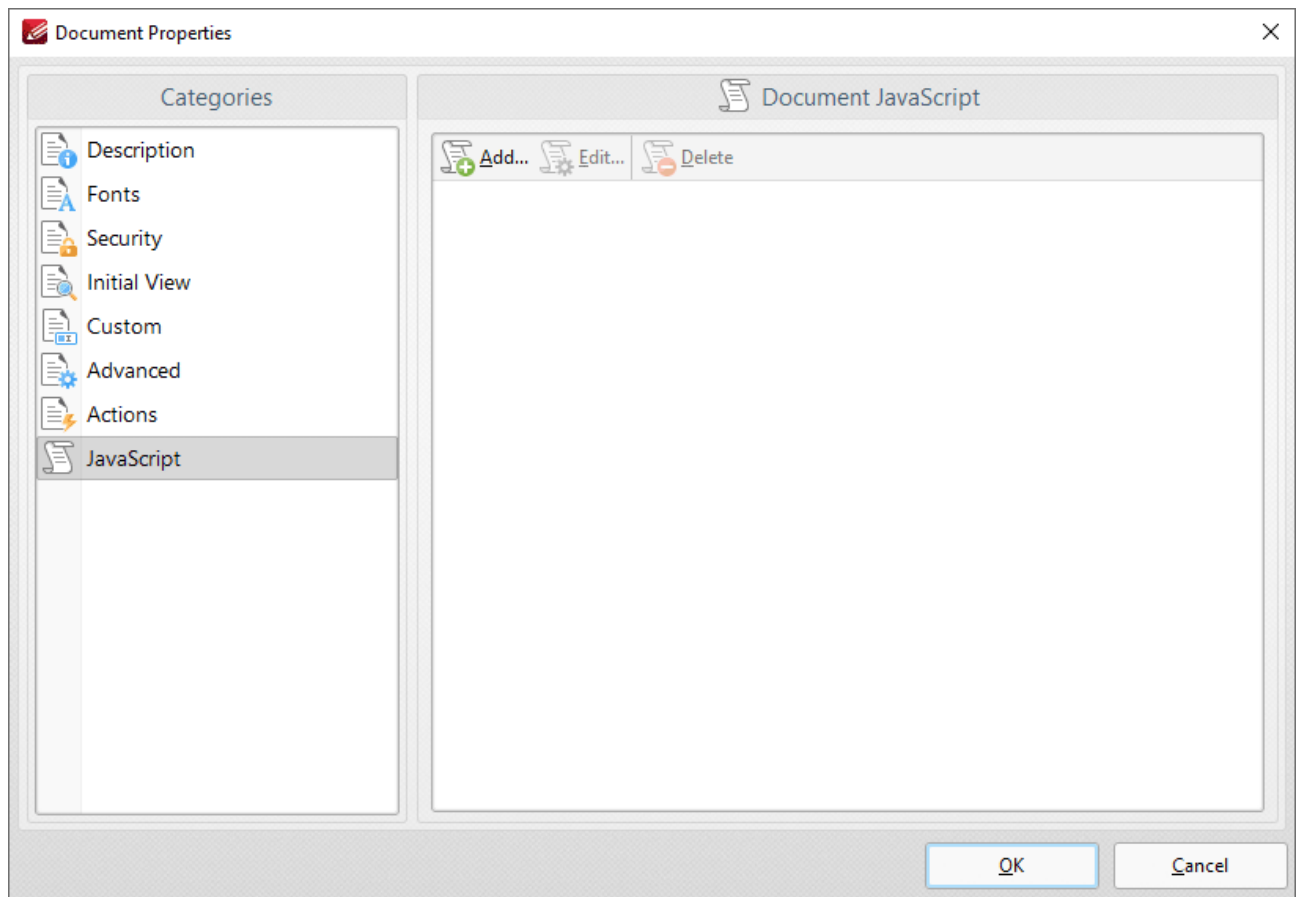 Document Properties
Categories
Description
Fonts
Security
Initial View
Custom
Advanced
Actions
JavaScript
Document JavaScript
Add... Edit... Delete
OK Cancel